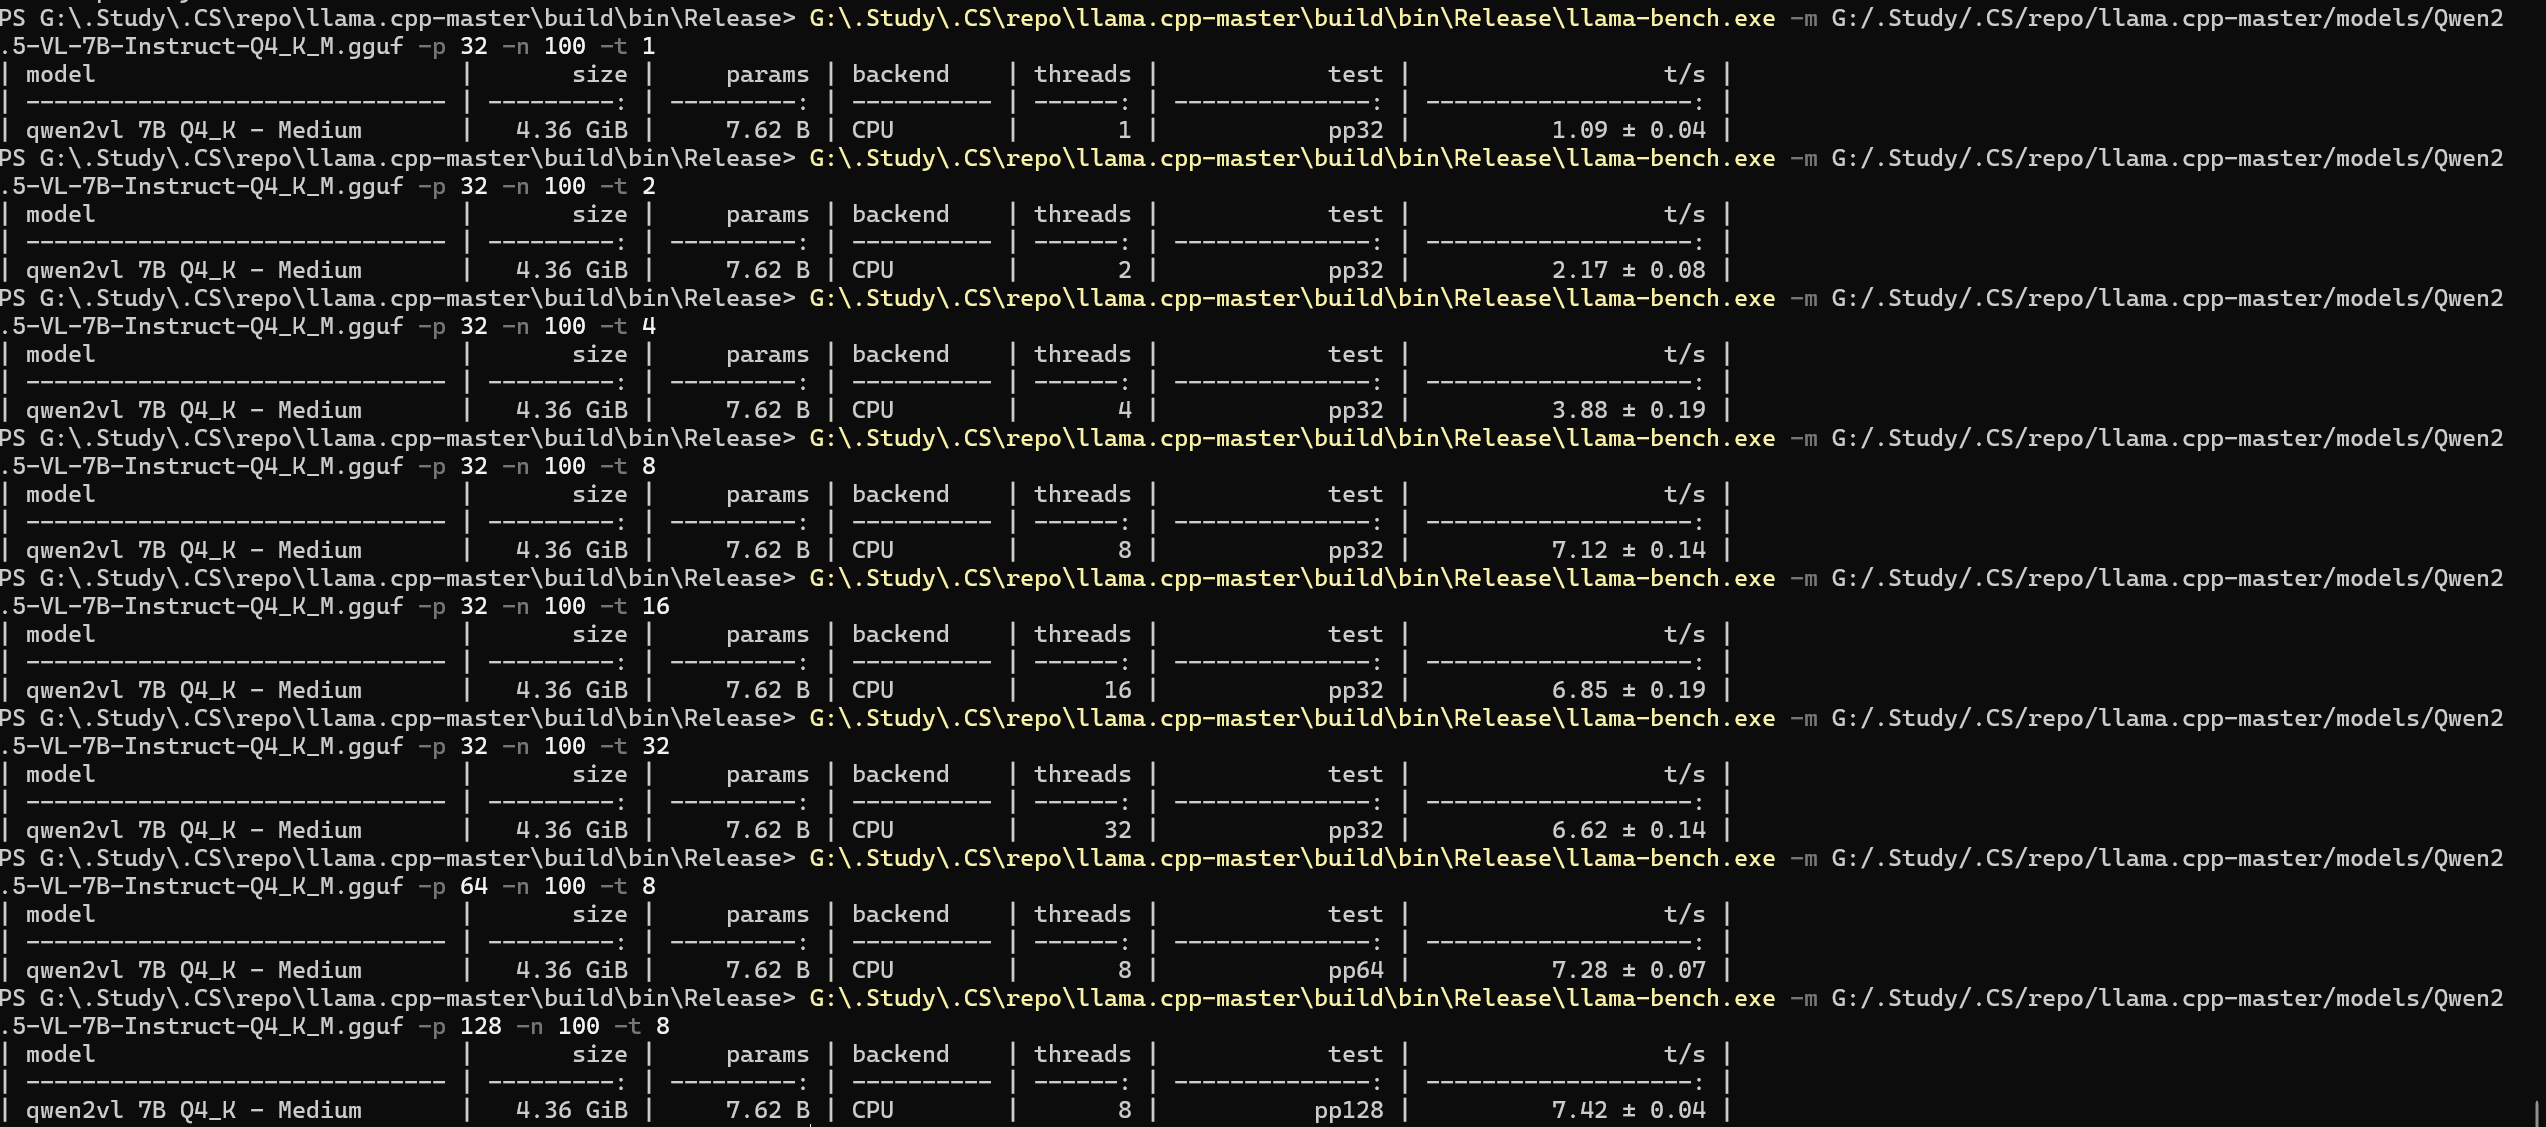 PS G:\.Study\.CS\repo\llama.cpp-master\build\bin\Release> G:\.Study\.CS\repo\llama.cpp-master\build\bin\Release\llama-bench.exe -m G:/.Study/.CS/repo/llama.cpp-master/models/Qwen2
.5-VL-7B-Instruct-Q4_K_M.gguf -p 32 -n 100 -t 1
| model                          |       size |     params | backend    | threads |            test |                  t/s |
| ------------------------------ | ---------: | ---------: | ---------- | ------: | --------------: | -------------------: |
| qwen2vl 7B Q4_K - Medium       |   4.36 GiB |     7.62 B | CPU        |       1 |            pp32 |          1.09 ± 0.04 |
PS G:\.Study\.CS\repo\llama.cpp-master\build\bin\Release> G:\.Study\.CS\repo\llama.cpp-master\build\bin\Release\llama-bench.exe -m G:/.Study/.CS/repo/llama.cpp-master/models/Qwen2
.5-VL-7B-Instruct-Q4_K_M.gguf -p 32 -n 100 -t 2
| model                          |       size |     params | backend    | threads |            test |                  t/s |
| ------------------------------ | ---------: | ---------: | ---------- | ------: | --------------: | -------------------: |
| qwen2vl 7B Q4_K - Medium       |   4.36 GiB |     7.62 B | CPU        |       2 |            pp32 |          2.17 ± 0.08 |
PS G:\.Study\.CS\repo\llama.cpp-master\build\bin\Release> G:\.Study\.CS\repo\llama.cpp-master\build\bin\Release\llama-bench.exe -m G:/.Study/.CS/repo/llama.cpp-master/models/Qwen2
.5-VL-7B-Instruct-Q4_K_M.gguf -p 32 -n 100 -t 4
| model                          |       size |     params | backend    | threads |            test |                  t/s |
| ------------------------------ | ---------: | ---------: | ---------- | ------: | --------------: | -------------------: |
| qwen2vl 7B Q4_K - Medium       |   4.36 GiB |     7.62 B | CPU        |       4 |            pp32 |          3.88 ± 0.19 |
PS G:\.Study\.CS\repo\llama.cpp-master\build\bin\Release> G:\.Study\.CS\repo\llama.cpp-master\build\bin\Release\llama-bench.exe -m G:/.Study/.CS/repo/llama.cpp-master/models/Qwen2
.5-VL-7B-Instruct-Q4_K_M.gguf -p 32 -n 100 -t 8
| model                          |       size |     params | backend    | threads |            test |                  t/s |
| ------------------------------ | ---------: | ---------: | ---------- | ------: | --------------: | -------------------: |
| qwen2vl 7B Q4_K - Medium       |   4.36 GiB |     7.62 B | CPU        |       8 |            pp32 |          7.12 ± 0.14 |
PS G:\.Study\.CS\repo\llama.cpp-master\build\bin\Release> G:\.Study\.CS\repo\llama.cpp-master\build\bin\Release\llama-bench.exe -m G:/.Study/.CS/repo/llama.cpp-master/models/Qwen2
.5-VL-7B-Instruct-Q4_K_M.gguf -p 32 -n 100 -t 16
| model                          |       size |     params | backend    | threads |            test |                  t/s |
| ------------------------------ | ---------: | ---------: | ---------- | ------: | --------------: | -------------------: |
| qwen2vl 7B Q4_K - Medium       |   4.36 GiB |     7.62 B | CPU        |      16 |            pp32 |          6.85 ± 0.19 |
PS G:\.Study\.CS\repo\llama.cpp-master\build\bin\Release> G:\.Study\.CS\repo\llama.cpp-master\build\bin\Release\llama-bench.exe -m G:/.Study/.CS/repo/llama.cpp-master/models/Qwen2
.5-VL-7B-Instruct-Q4_K_M.gguf -p 32 -n 100 -t 32
| model                          |       size |     params | backend    | threads |            test |                  t/s |
| ------------------------------ | ---------: | ---------: | ---------- | ------: | --------------: | -------------------: |
| qwen2vl 7B Q4_K - Medium       |   4.36 GiB |     7.62 B | CPU        |      32 |            pp32 |          6.62 ± 0.14 |
PS G:\.Study\.CS\repo\llama.cpp-master\build\bin\Release> G:\.Study\.CS\repo\llama.cpp-master\build\bin\Release\llama-bench.exe -m G:/.Study/.CS/repo/llama.cpp-master/models/Qwen2
.5-VL-7B-Instruct-Q4_K_M.gguf -p 64 -n 100 -t 8
| model                          |       size |     params | backend    | threads |            test |                  t/s |
| ------------------------------ | ---------: | ---------: | ---------- | ------: | --------------: | -------------------: |
| qwen2vl 7B Q4_K - Medium       |   4.36 GiB |     7.62 B | CPU        |       8 |            pp64 |          7.28 ± 0.07 |
PS G:\.Study\.CS\repo\llama.cpp-master\build\bin\Release> G:\.Study\.CS\repo\llama.cpp-master\build\bin\Release\llama-bench.exe -m G:/.Study/.CS/repo/llama.cpp-master/models/Qwen2
.5-VL-7B-Instruct-Q4_K_M.gguf -p 128 -n 100 -t 8
| model                          |       size |     params | backend    | threads |            test |                  t/s |
| ------------------------------ | ---------: | ---------: | ---------- | ------: | --------------: | -------------------: |
| qwen2vl 7B Q4_K - Medium       |   4.36 GiB |     7.62 B | CPU        |       8 |           pp128 |          7.42 ± 0.04 |